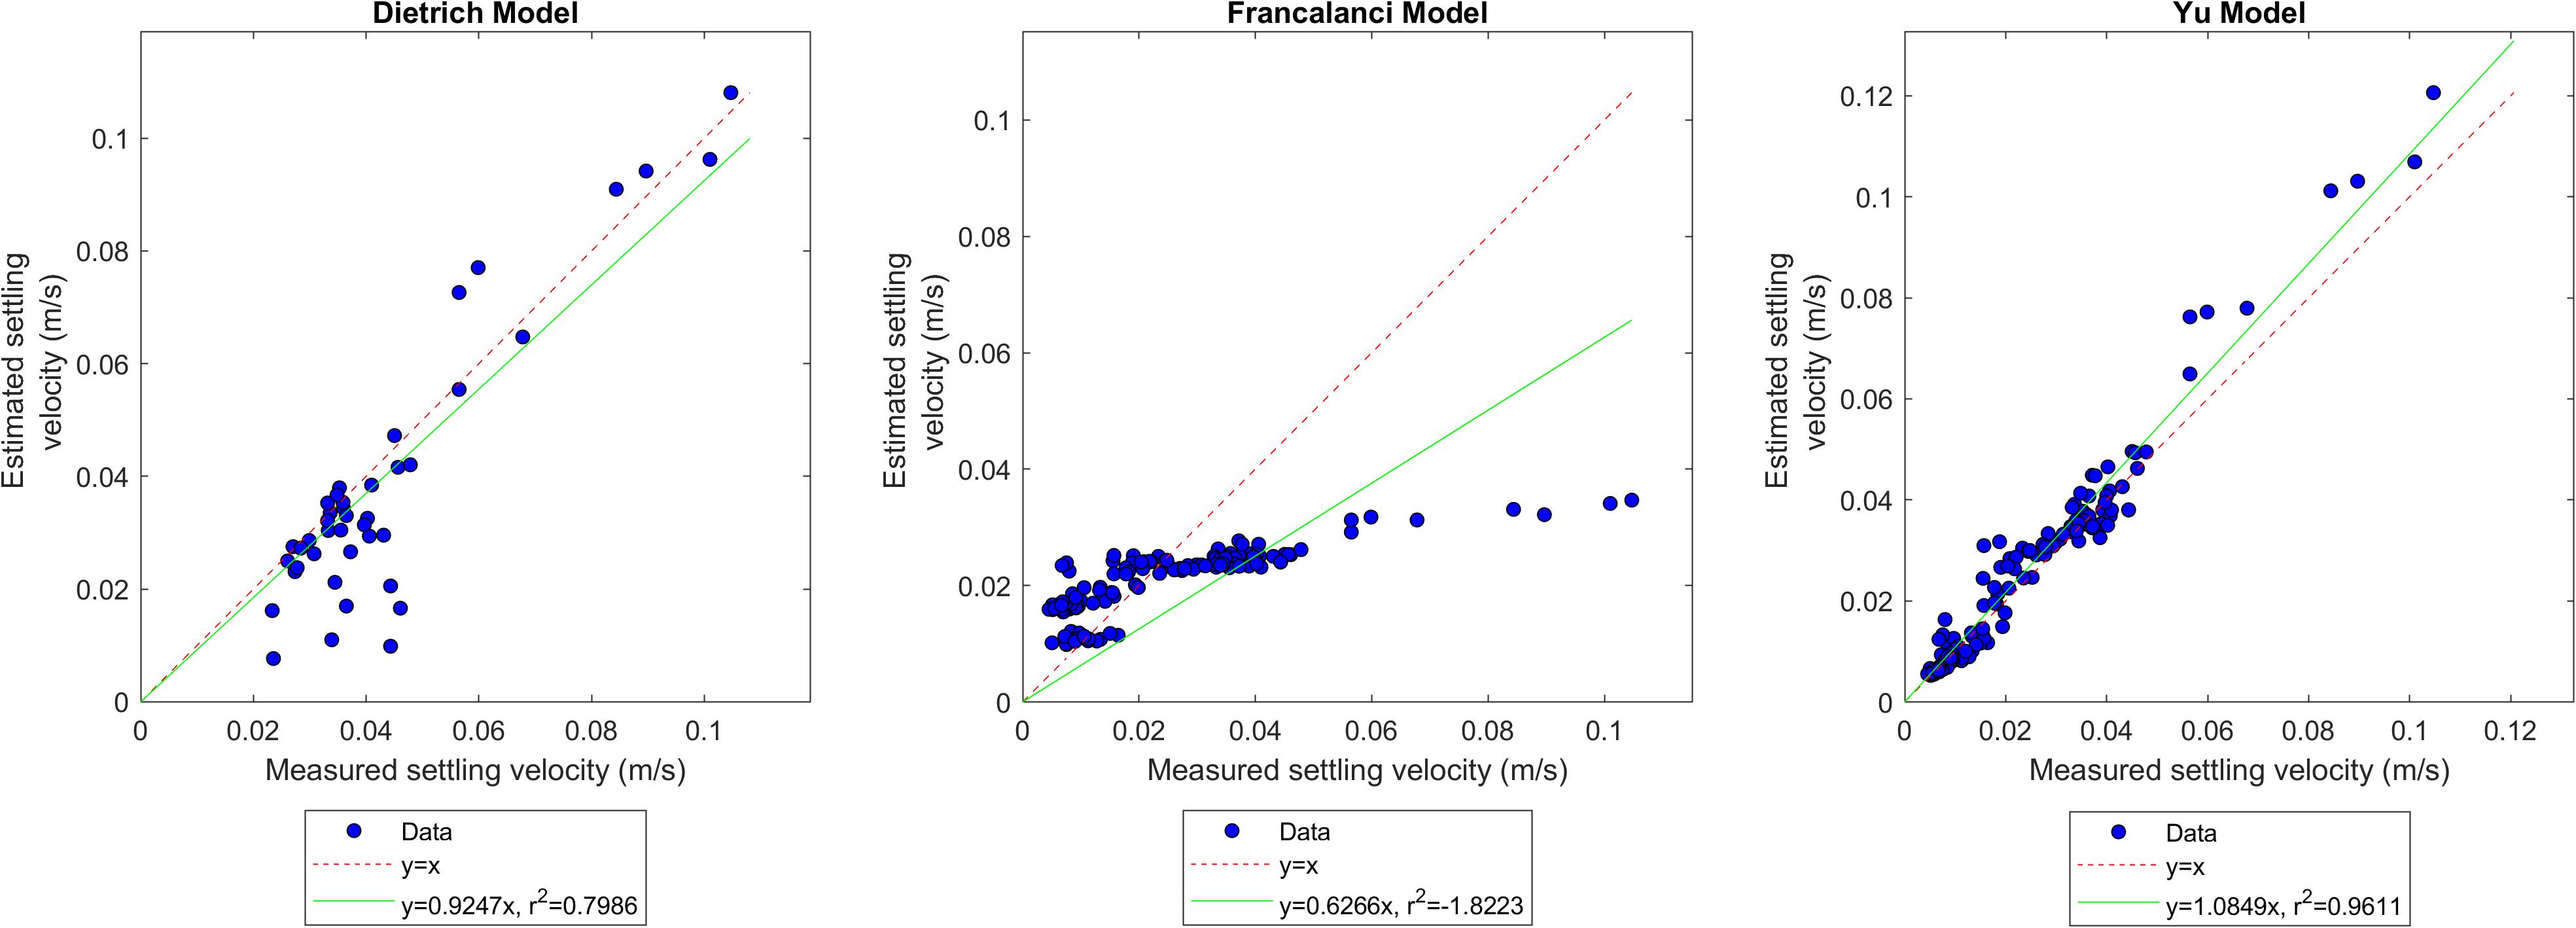 Dietrich Model
Estimated settling
velocity (m/s)
0.1
0.08
0.06
0.04
0.02
0
0 0.02 0.04 0.06 0.08 0.1
Measured settling velocity (m/s)
Data
y=x
y=0.9247x, r²=0.7986
Francalanci Model
Estimated settling
velocity (m/s)
0.1
0.08
0.06
0.04
0.02
0
0 0.02 0.04 0.06 0.08 0.1
Measured settling velocity (m/s)
Data
y=x
y=0.6266x, r²=-1.8223
Yu Model
Estimated settling
velocity (m/s)
0.12
0.1
0.08
0.06
0.04
0.02
0
0 0.02 0.04 0.06 0.08 0.1 0.12
Measured settling velocity (m/s)
Data
y=x
y=1.0849x, r²=0.9611